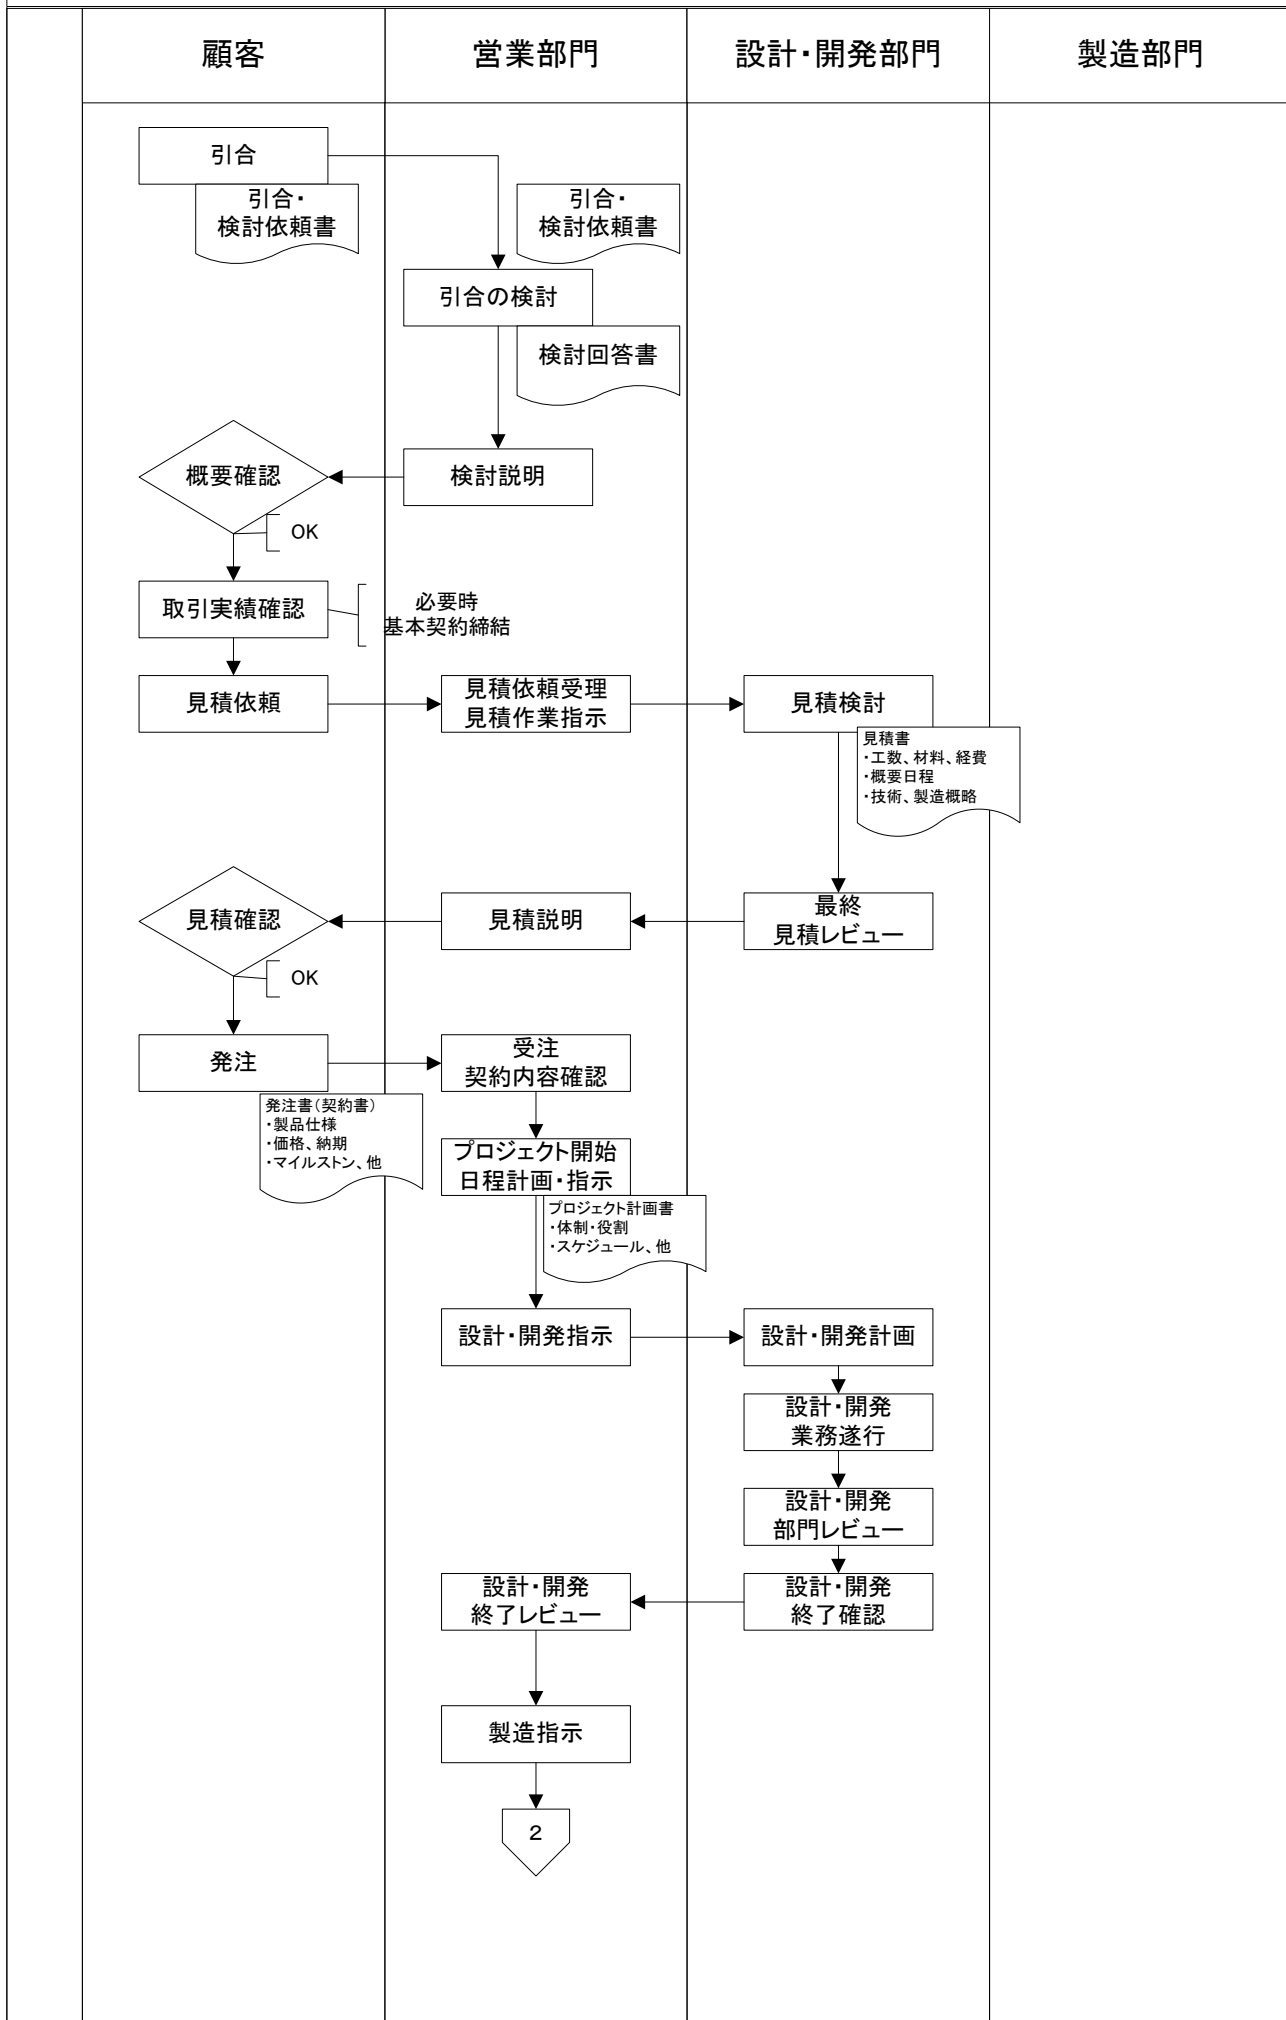 顧客
営業部門
設計・開発部門
製造部門
引合
引合・
検討依頼書
引合・
検討依頼書
引合の検討
検討回答書
概要確認
検討説明
OK
取引実績確認
必要時
基本契約締結
見積依頼
見積依頼受理
見積作業指示
見積検討
見積書
・工数、材料、経費
・概要日程
・技術、製造概略
見積確認
見積説明
最終
見積レビュー
OK
発注
受注
契約内容確認
発注書（契約書）
・製品仕様
・価格、納期
・マイルストン、他
プロジェクト開始
日程計画・指示
プロジェクト計画書
・体制・役割
・スケジュール、他
設計・開発指示
設計・開発計画
設計・開発
業務遂行
設計・開発
部門レビュー
設計・開発
終了レビュー
設計・開発
終了確認
製造指示
2